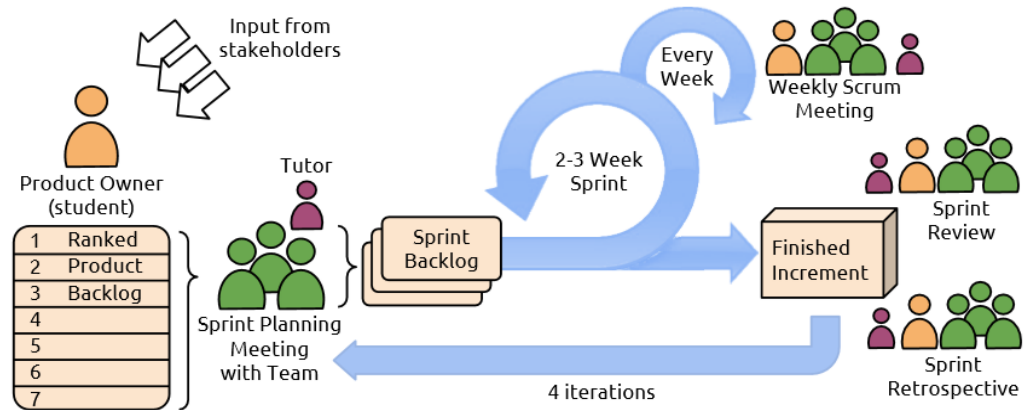 Input from
stakeholders
Product Owner
(student)
1 Ranked
2 Product
3 Backlog
4
5
6
7
Tutor
Sprint Planning
Meeting
with Team
Sprint
Backlog
2-3 Week
Sprint
Every
Week
Weekly Scrum
Meeting
Finished
Increment
Sprint
Review
Sprint
Retrospective
4 iterations